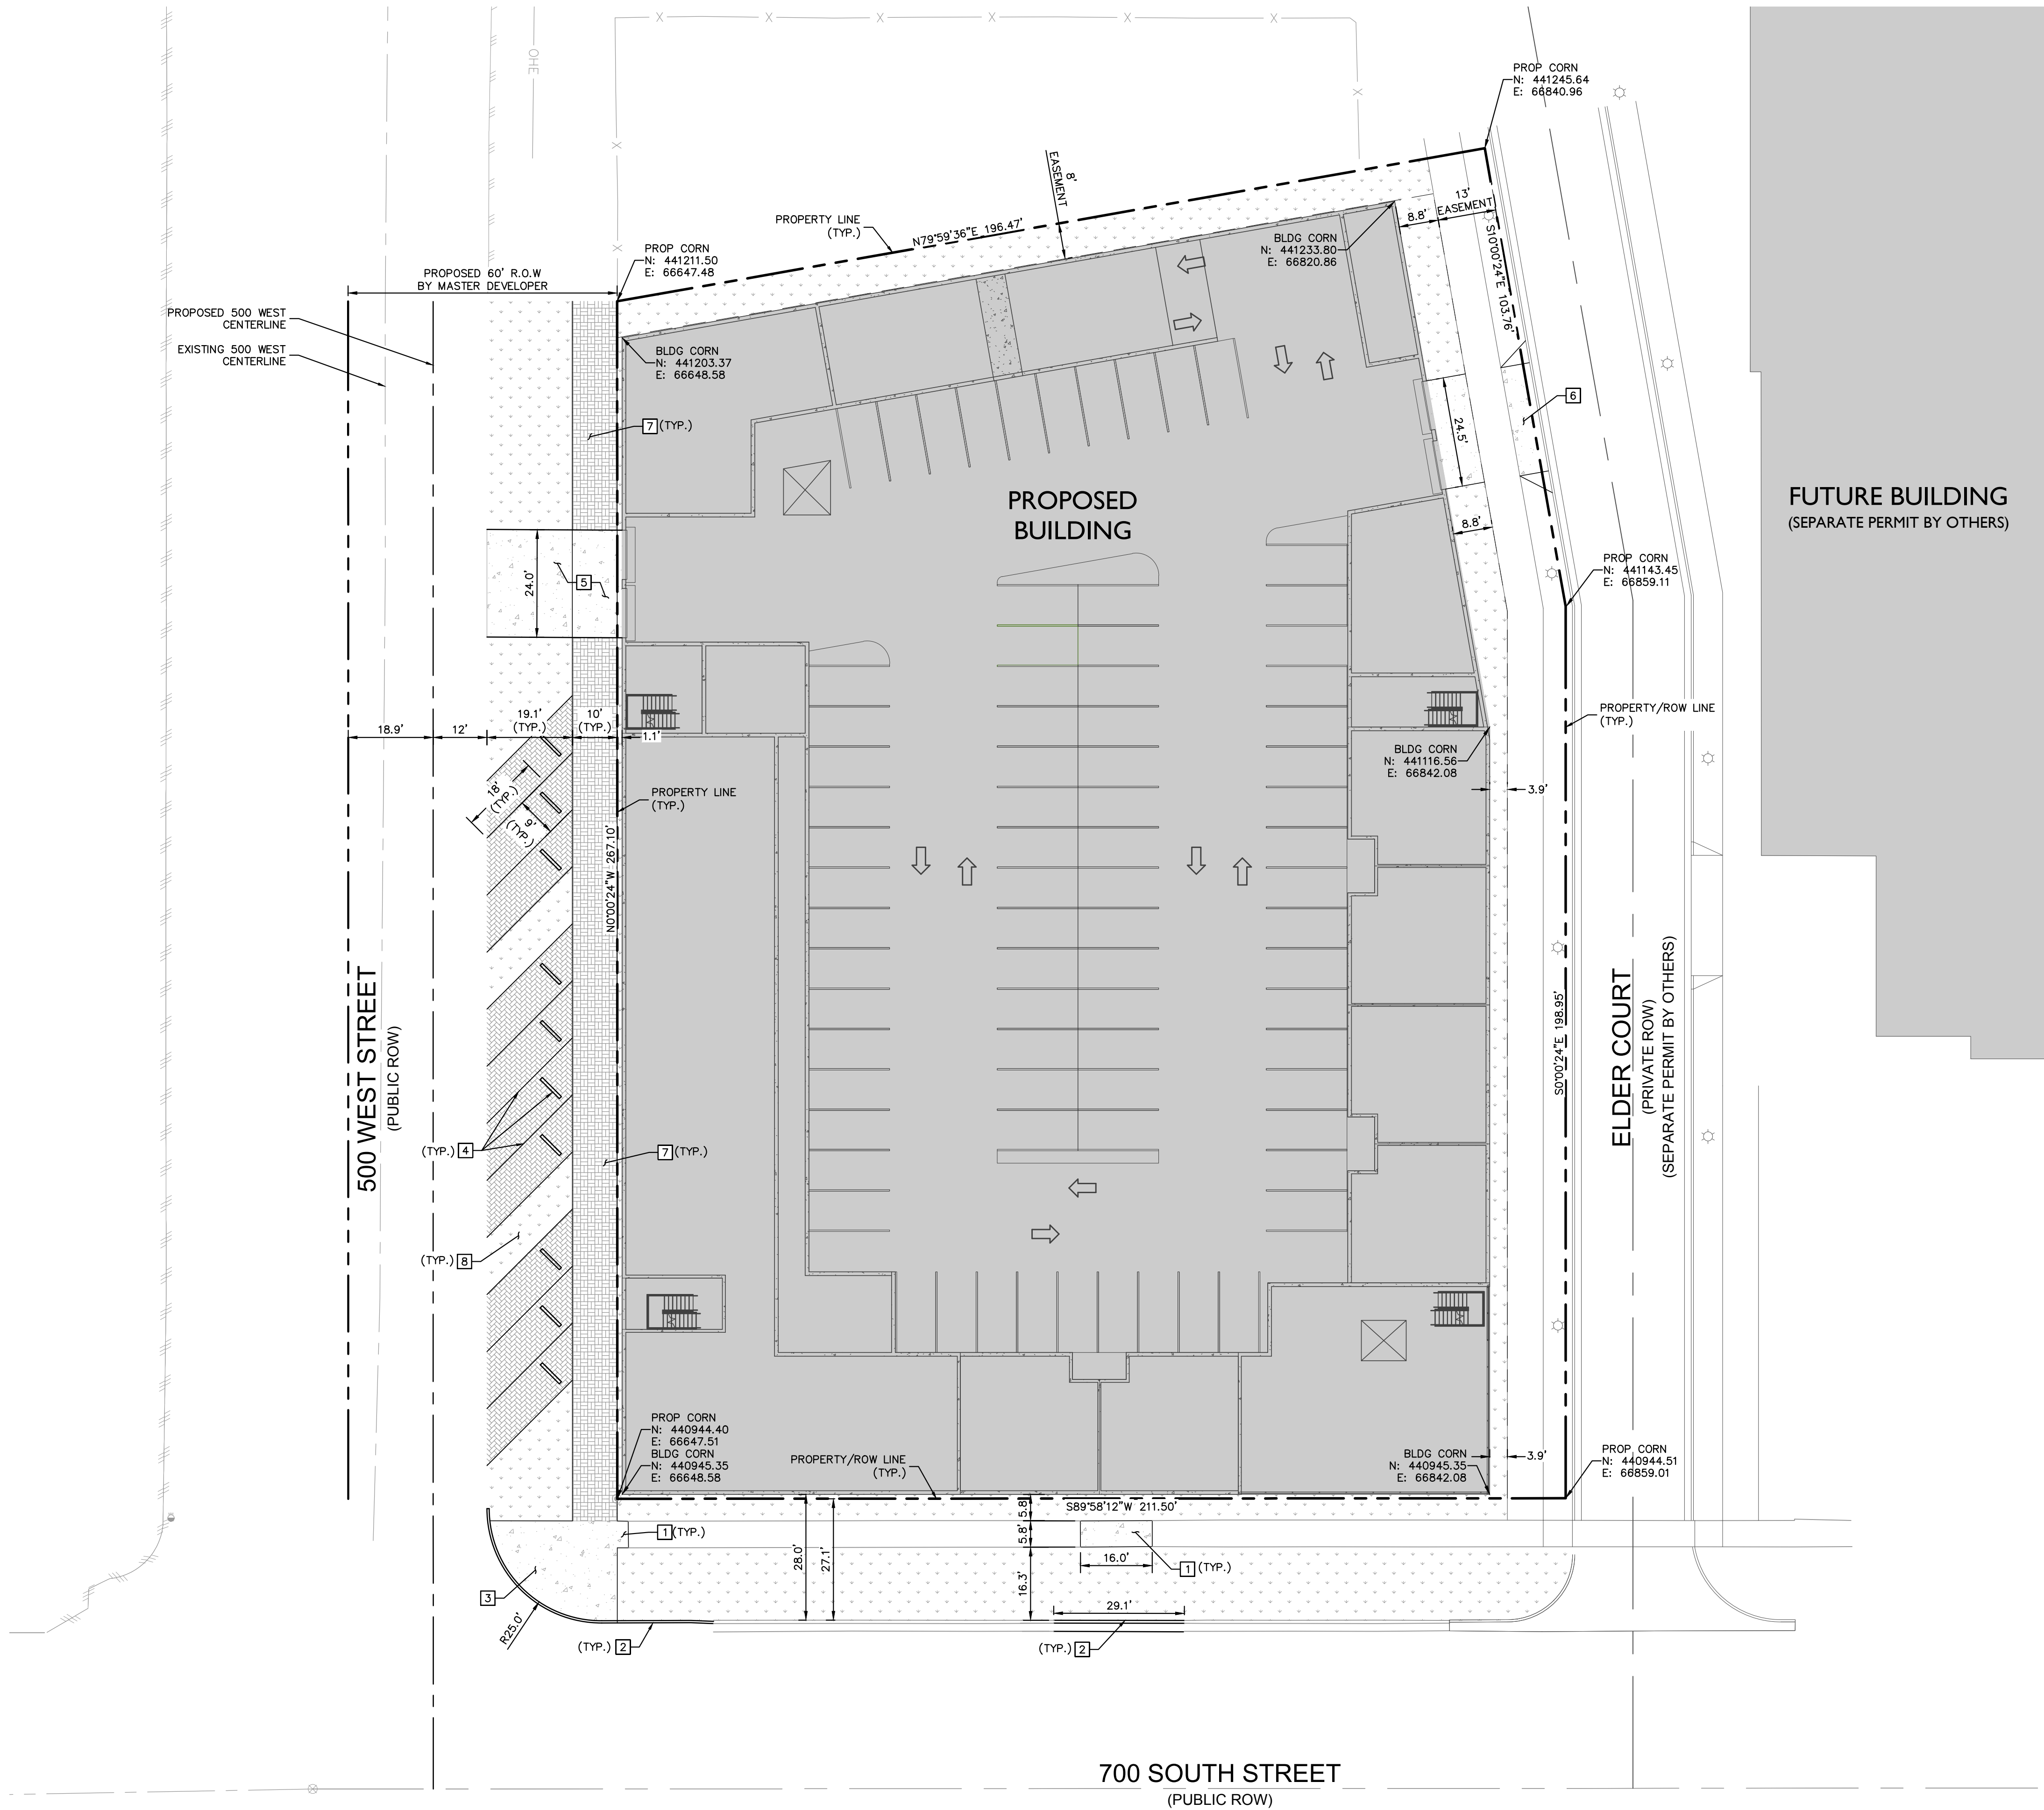 OHE
PROP CORN
N: 441245.64
E: 66840.96
8'
EASEMENT
13'
EASEMENT
8.8'
PROPERTY LINE
(TYP.)
N79°59'36"E 196.47'
S10°00'24"E 103.76'
PROP CORN
N: 441211.50
E: 66647.48
BLDG CORN
N: 441233.80
E: 66820.86
PROPOSED 60' R.O.W
BY MASTER DEVELOPER
PROPOSED 500 WEST
CENTERLINE
EXISTING 500 WEST
CENTERLINE
BLDG CORN
N: 441203.37
E: 66648.58
7 (TYP.)
6
24.5'
PROPOSED
BUILDING
FUTURE BUILDING
(SEPARATE PERMIT BY OTHERS)
8.8'
24.0'
5
PROP CORN
N: 441143.45
E: 66859.11
18.9'
12'
19.1'
(TYP.)
10'
(TYP.)
1.1'
PROPERTY/ROW LINE
(TYP.)
BLDG CORN
N: 441116.56
E: 66842.08
3.9'
18'
(TYP.)
9'
(TYP.)
PROPERTY LINE
(TYP.)
N0°00'24"W 267.10'
500 WEST STREET
(PUBLIC ROW)
S0°00'24"E 198.95'
ELDER COURT
(PRIVATE ROW)
(SEPARATE PERMIT BY OTHERS)
(TYP.) 4
7 (TYP.)
(TYP.) 8
PROP CORN
N: 440944.40
E: 66647.51
BLDG CORN
N: 440945.35
E: 66648.58
PROPERTY/ROW LINE
(TYP.)
BLDG CORN
N: 440945.35
E: 66842.08
3.9'
PROP CORN
N: 440944.51
E: 66859.01
S89°58'12"W 211.50'
5.8'
5.8'
1 (TYP.)
28.0'
27.1'
16.3'
16.0'
1 (TYP.)
3
R25.0'
29.1'
(TYP.) 2
(TYP.) 2
700 SOUTH STREET
(PUBLIC ROW)